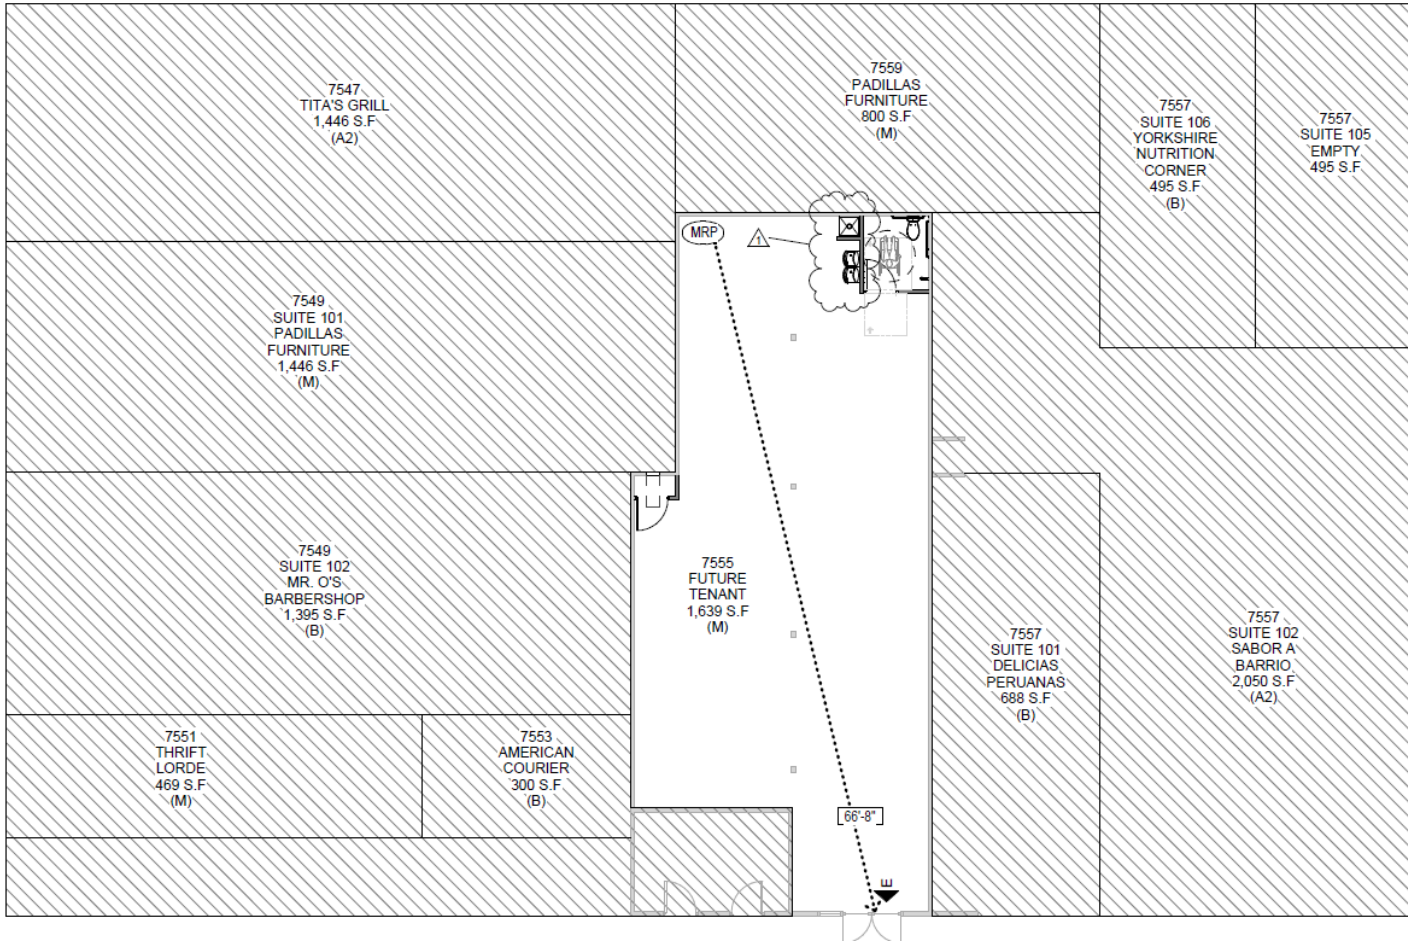 7547
TITA'S GRILL
1,446 S.F
(A2)
7559
PADILLAS
FURNITURE
800 S.F
(M)
7557
SUITE 106
YORKSHIRE
NUTRITION
CORNER
495 S.F
(B)
7557
SUITE 105
EMPTY
495 S.F
MRP
1
7549
SUITE 101
PADILLAS
FURNITURE
1,446 S.F
(M)
7549
SUITE 102
MR. O'S
BARBERSHOP
1,395 S.F
(B)
7555
FUTURE
TENANT
1,639 S.F
(M)
7557
SUITE 101
DELICIAS
PERUANAS
688 S.F
(B)
7557
SUITE 102
SABOR A
BARRIO
2,050 S.F
(A2)
7551
THRIFT
LORDE
469 S.F
(M)
7553
AMERICAN
COURIER
300 S.F
(B)
66'-8"
E